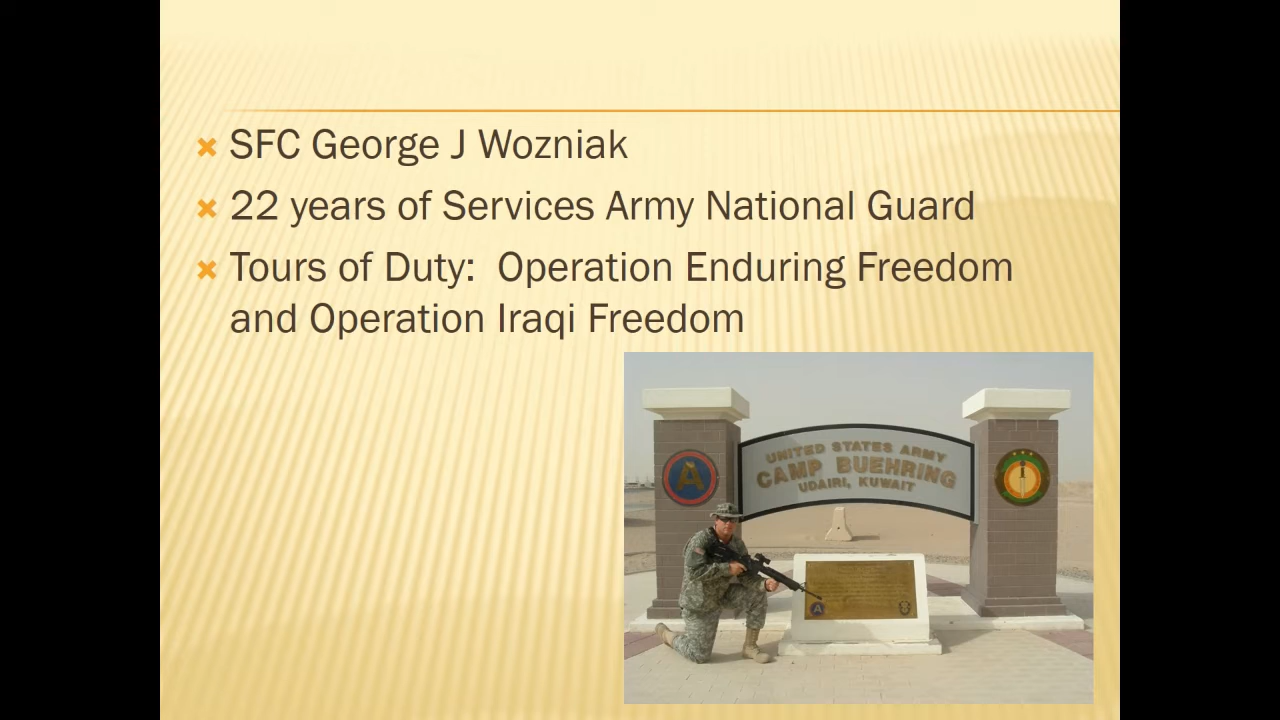 SFC George J Wozniak
22 years of Services Army National Guard
Tours of Duty:  Operation Enduring Freedom
and Operation Iraqi Freedom
UNITED STATES ARMY
CAMP BUEHRING
UDAIRI, KUWAIT
A